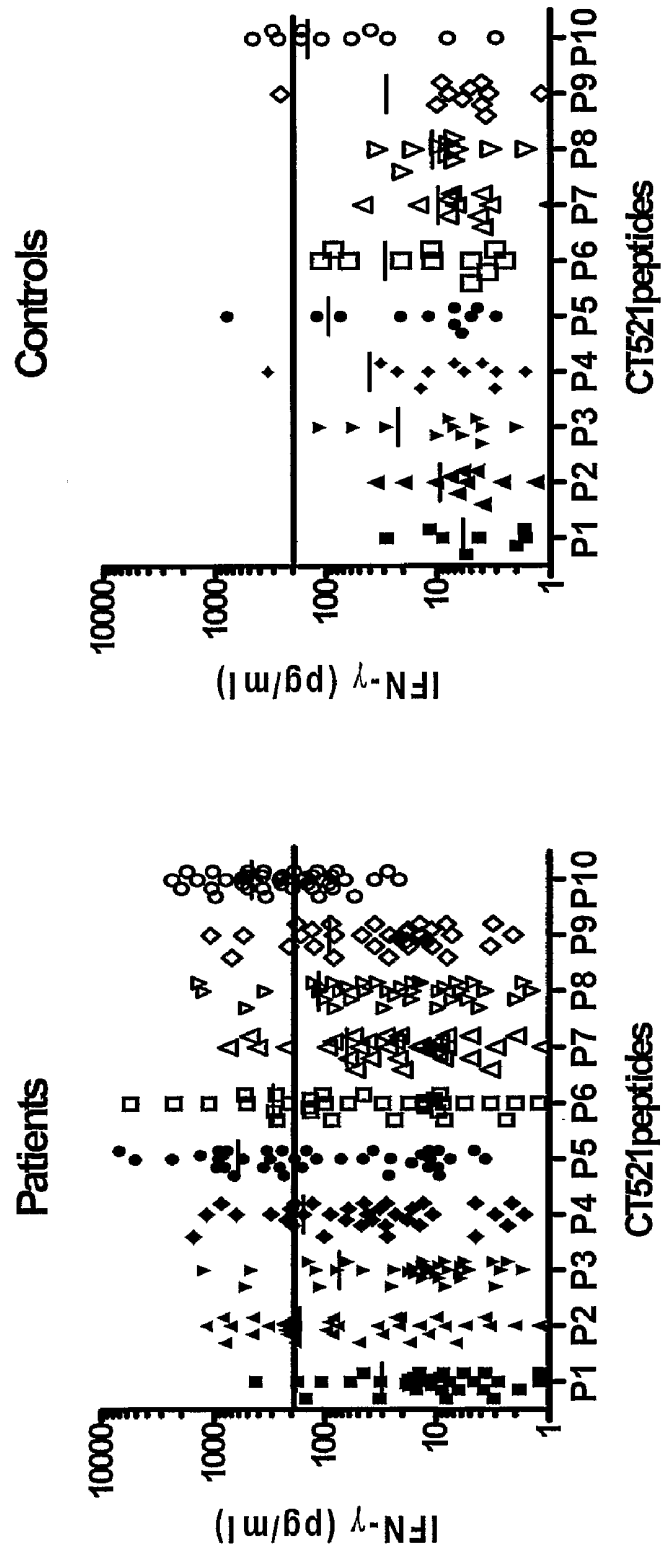 Patients
IFN-γ (pg/ml)
10000
1000
100
10
1
P1 P2 P3 P4 P5 P6 P7 P8 P9 P10
CT521peptides
Controls
IFN-γ (pg/ml)
10000
1000
100
10
1
P1 P2 P3 P4 P5 P6 P7 P8 P9 P10
CT521peptides